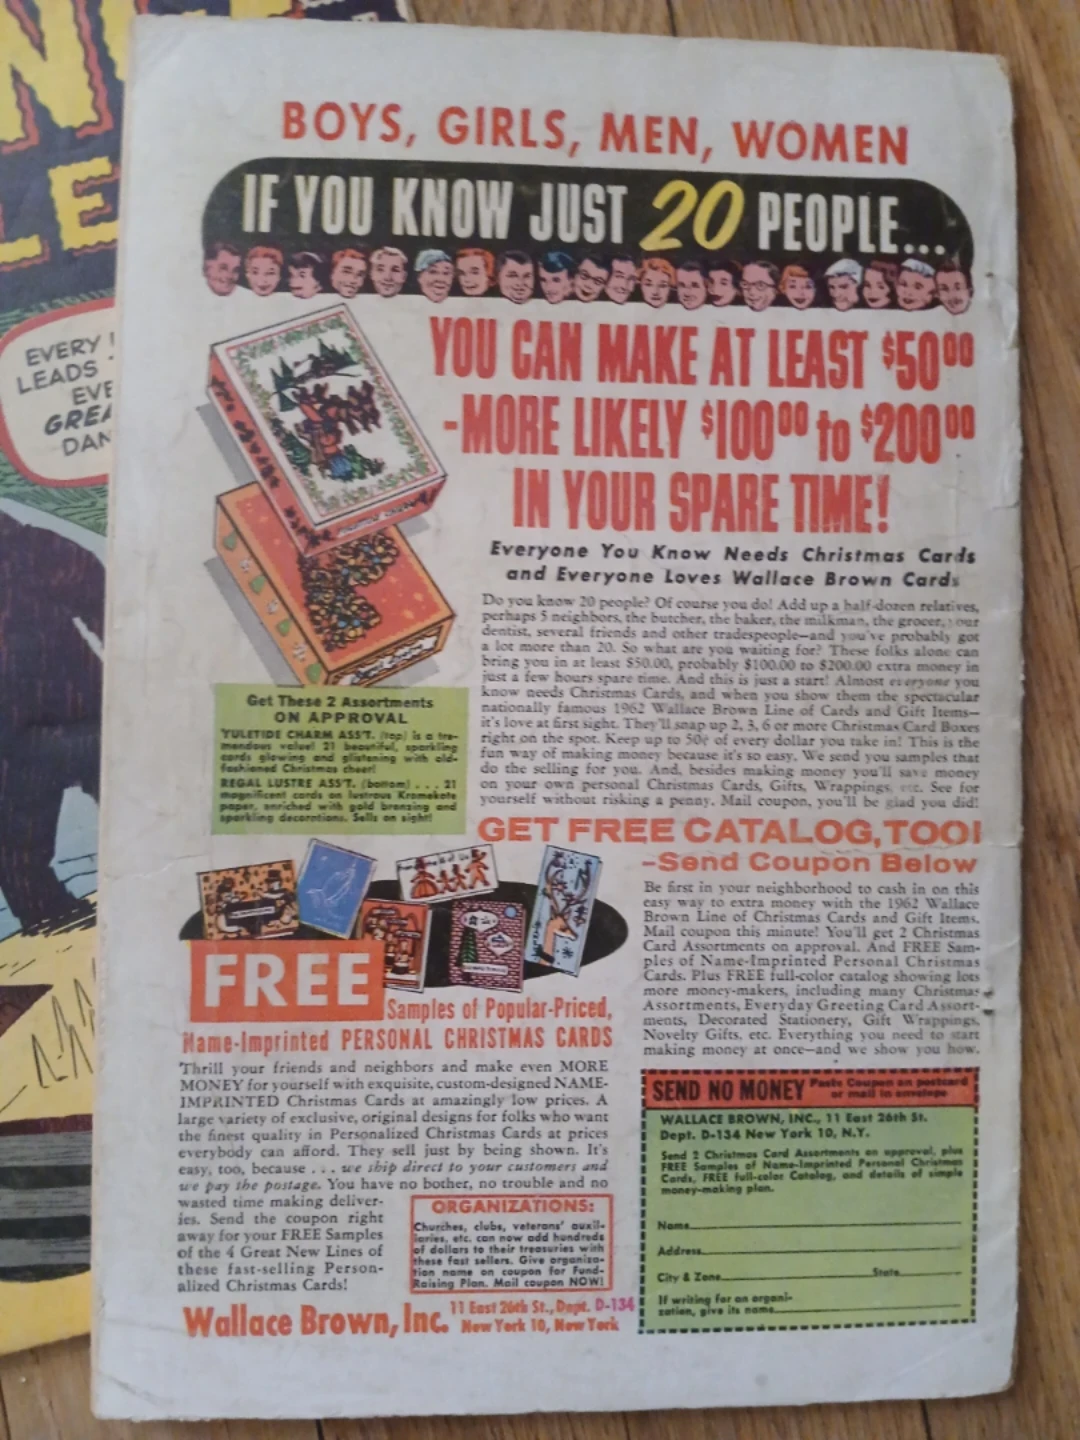 EVERY
LEADS
EVE
GREA
DAN
BOYS, GIRLS, MEN, WOMEN
IF YOU KNOW JUST 20 PEOPLE...
YOU CAN MAKE AT LEAST $50⁰⁰
-MORE LIKELY $100⁰⁰ to $200⁰⁰
IN YOUR SPARE TIME!
Everyone You Know Needs Christmas Cards
and Everyone Loves Wallace Brown Cards
Do you know 20 people? Of course you do! Add up a half-dozen relatives,
perhaps 5 neighbors, the butcher, the baker, the milkman, the grocer, your
dentist, several friends and other tradespeople—and you've probably got
a lot more than 20. So what are you waiting for? These folks alone can
bring you in at least $50.00, probably $100.00 to $200.00 extra money in
just a few hours spare time. And this is just a start! Almost everyone you
know needs Christmas Cards, and when you show them the spectacular
nationally famous 1962 Wallace Brown Line of Cards and Gift Items—
it's love at first sight. They'll snap up 2, 3, 6 or more Christmas Card Boxes
right on the spot. Keep up to 50¢ of every dollar you take in! This is the
fun way of making money because it's so easy. We send you samples that
do the selling for you. And, besides making money you'll save money
on your own personal Christmas Cards, Gifts, Wrappings, etc. See for
yourself without risking a penny. Mail coupon, you'll be glad you did!
Get These 2 Assortments
ON APPROVAL
YULETIDE CHARM ASS'T. (top) is a tre-
mendous value! 21 beautiful, sparkling
cards glowing and glistening with old-
fashioned Christmas cheer!
REGAL LUSTRE ASS'T. (bottom) . . . 21
magnificent cards on lustrous Kromekote
paper, enriched with gold bronzing and
sparkling decorations. Sells on sight!
GET FREE CATALOG, TOO!
-Send Coupon Below
Be first in your neighborhood to cash in on this
easy way to extra money with the 1962 Wallace
Brown Line of Christmas Cards and Gift Items.
Mail coupon this minute! You'll get 2 Christmas
Card Assortments on approval. And FREE Sam-
ples of Name-Imprinted Personal Christmas
Cards. Plus FREE full-color catalog showing lots
more money-makers, including many Christmas
Assortments, Everyday Greeting Card Assort-
ments, Decorated Stationery, Gift Wrappings,
Novelty Gifts, etc. Everything you need to start
making money at once—and we show you how.
FREE
Samples of Popular-Priced,
Name-Imprinted PERSONAL CHRISTMAS CARDS
Thrill your friends and neighbors and make even MORE
MONEY for yourself with exquisite, custom-designed NAME-
IMPRINTED Christmas Cards at amazingly low prices. A
large variety of exclusive, original designs for folks who want
the finest quality in Personalized Christmas Cards at prices
everybody can afford. They sell just by being shown. It's
easy, too, because . . . we ship direct to your customers and
we pay the postage. You have no bother, no trouble and no
wasted time making deliver-
ies. Send the coupon right
away for your FREE Samples
of the 4 Great New Lines of
these fast-selling Person-
alized Christmas Cards!
ORGANIZATIONS:
Churches, clubs, veterans' auxil-
iaries, etc. can now add hundreds
of dollars to their treasuries with
these fast sellers. Give organiza-
tion name on coupon for Fund-
Raising Plan. Mail coupon NOW!
Wallace Brown, Inc. 11 East 26th St., Dept. D-134
New York 10, New York
SEND NO MONEY Paste Coupon on postcard
or mail in envelope
WALLACE BROWN, INC., 11 East 26th St.
Dept. D-134 New York 10, N.Y.
Send 2 Christmas Card Assortments on approval, plus
FREE Samples of Name-Imprinted Personal Christmas
Cards, FREE full-color Catalog, and details of simple
money-making plan.
Name
Address
City & Zone State
If writing for an organi-
zation, give its name